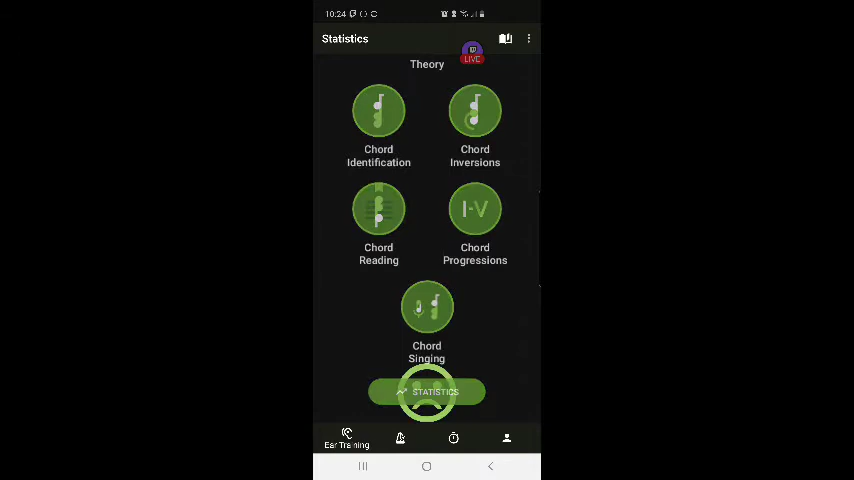 10:24
Statistics
LIVE
Theory
Chord
Identification
Chord
Inversions
Chord
Reading
I-V
Chord
Progressions
Chord
Singing
STATISTICS
Ear Training